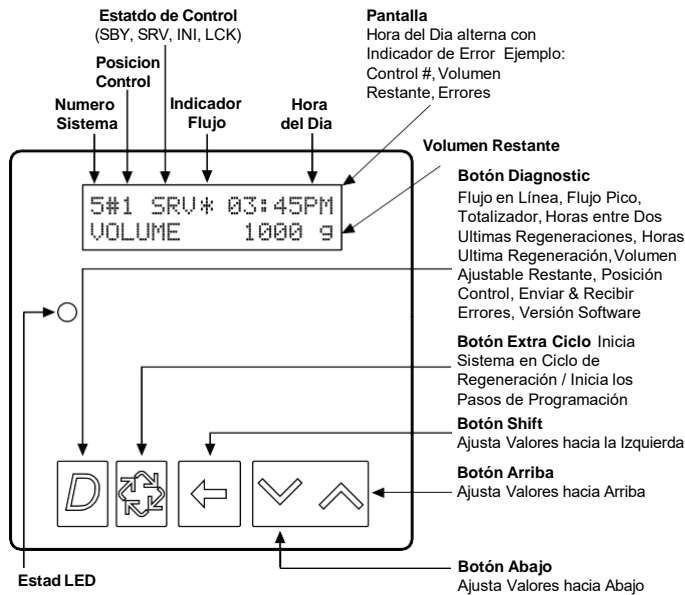 Estatdo de Control
(SBY, SRV, INI, LCK)
Posicion
Control
Numero
Sistema
Indicador
Flujo
Hora
del Dia
Pantalla
Hora del Dia alterna con
Indicador de Error Ejemplo:
Control #, Volumen
Restante, Errores
Volumen Restante
5#1 SRV* 03:45PM
VOLUME 1000 g
Botón Diagnostic
Flujo en Línea, Flujo Pico,
Totalizador, Horas entre Dos
Ultimas Regeneraciones, Horas
Ultima Regeneración, Volumen
Ajustable Restante, Posición
Control, Enviar & Recibir
Errores, Versión Software
Botón Extra Ciclo Inicia
Sistema en Ciclo de
Regeneración / Inicia los
Pasos de Programación
Botón Shift
Ajusta Valores hacia la Izquierda
Botón Arriba
Ajusta Valores hacia Arriba
D
Botón Abajo
Ajusta Valores hacia Abajo
Estad LED